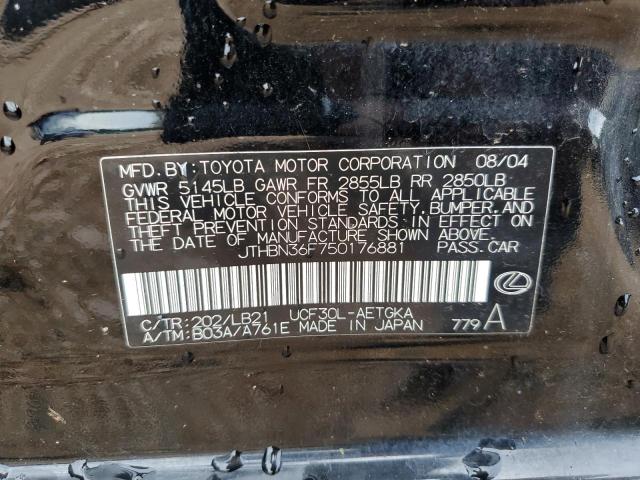 MFD. BY: TOYOTA MOTOR CORPORATION 08/04
GVWR 5145LB GAWR FR 2855LB RR 2850LB
THIS VEHICLE CONFORMS TO ALL APPLICABLE
FEDERAL MOTOR VEHICLE SAFETY, BUMPER, AND
THEFT PREVENTION STANDARDS IN EFFECT ON
THE DATE OF MANUFACTURE SHOWN ABOVE.
JTHBN36F750176881 PASS. CAR
C/TR: 202/LB21 UCF30L-AETGKA
A/TM: B03A/A761E MADE IN JAPAN 779A